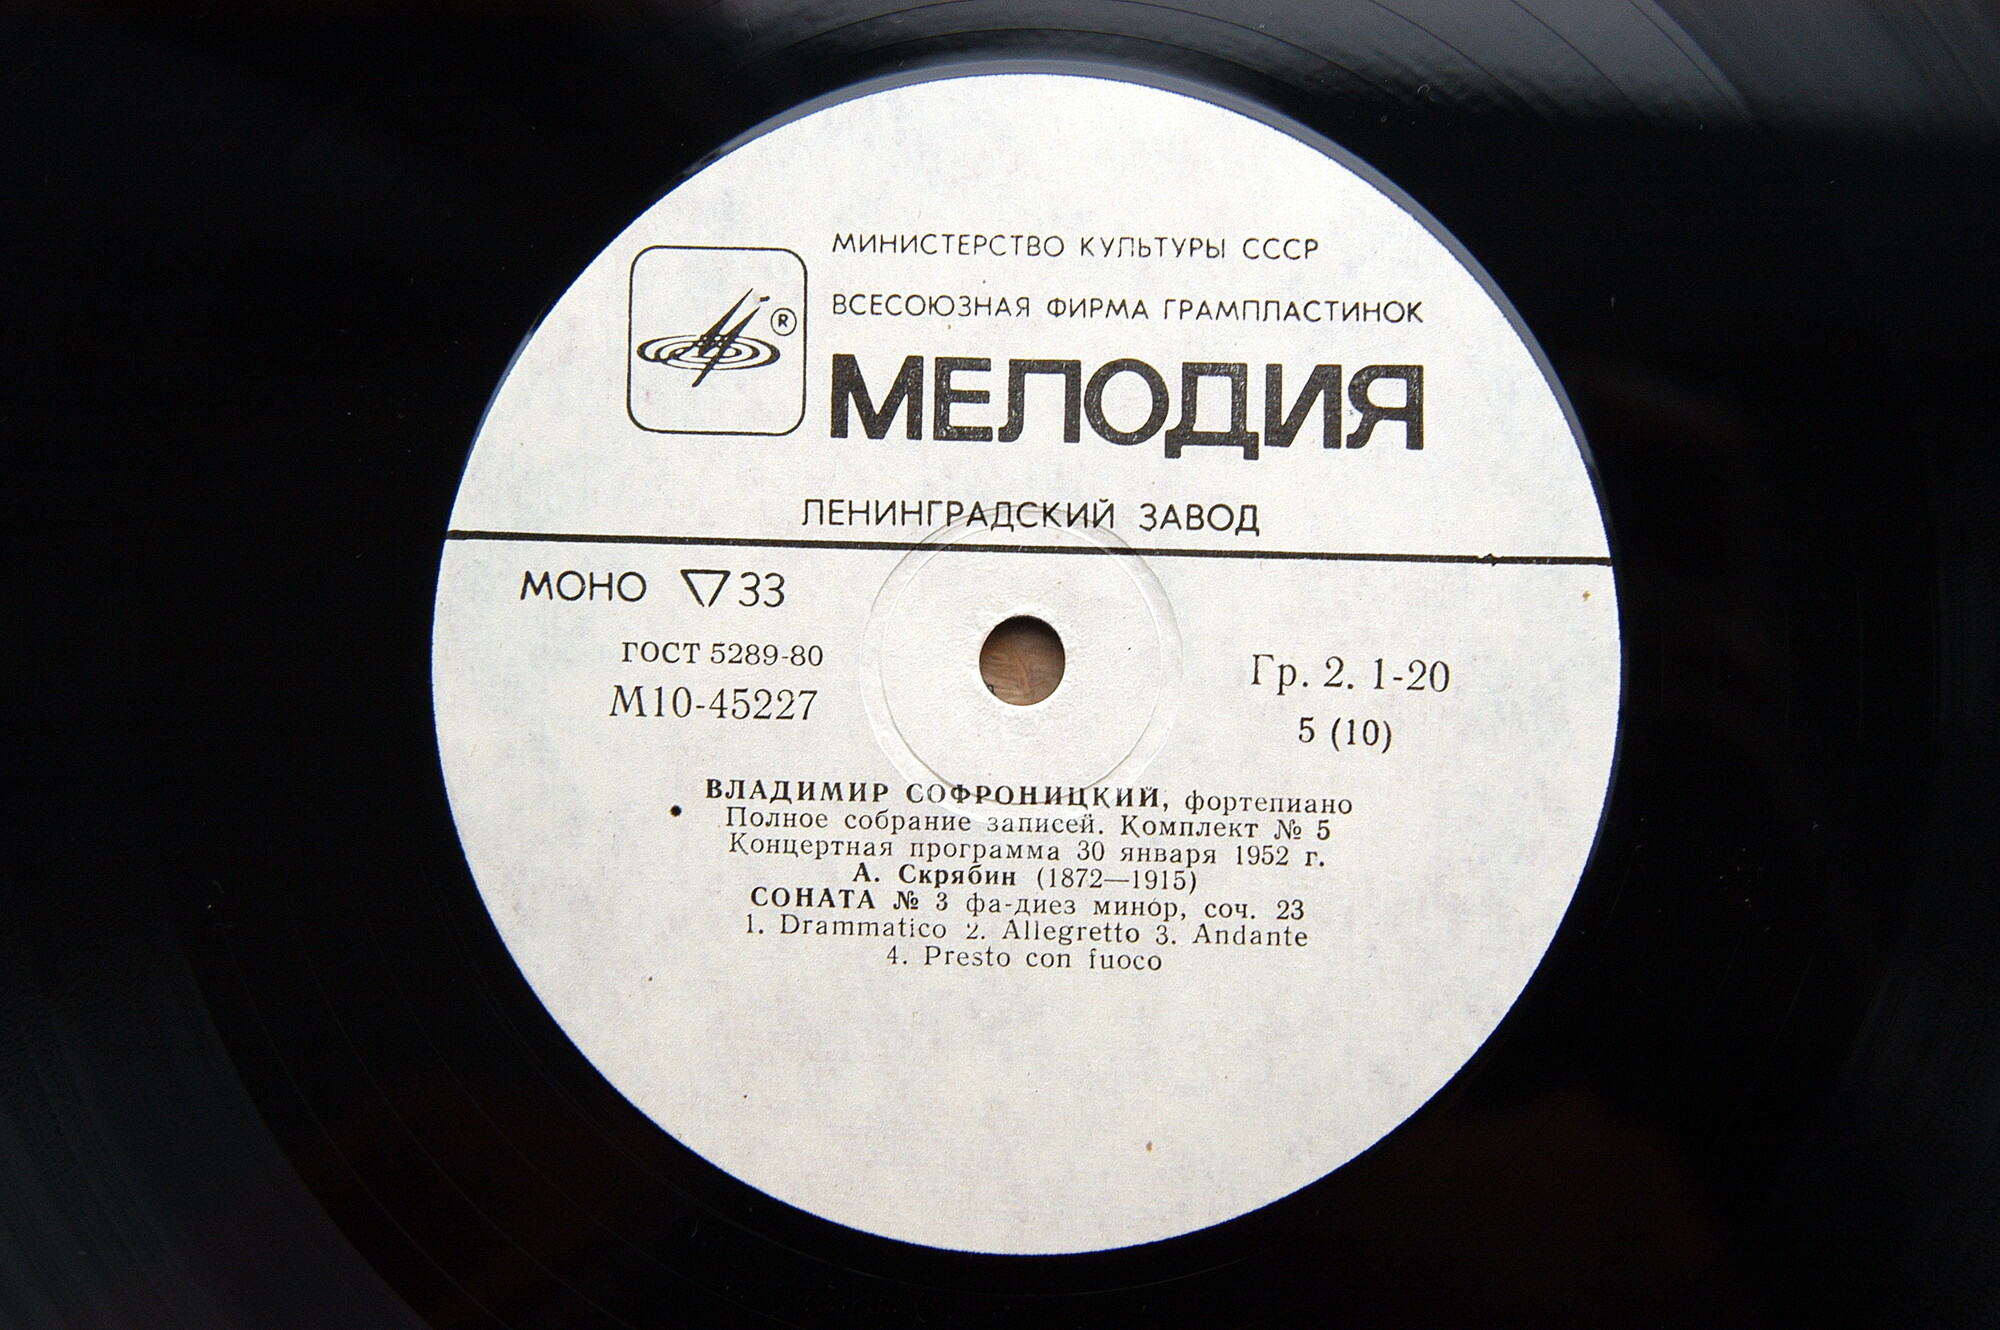 МИНИСТЕРСТВО КУЛЬТУРЫ СССР
ВСЕСОЮЗНАЯ ФИРМА ГРАМПЛАСТИНОК
®
МЕЛОДИЯ
ЛЕНИНГРАДСКИЙ ЗАВОД
МОНО ▽33
ГОСТ 5289-80
М10-45227
Гр. 2. 1-20
5 (10)
ВЛАДИМИР СОФРОНИЦКИЙ, фортепиано
Полное собрание записей. Комплект № 5
Концертная программа 30 января 1952 г.
А. Скрябин (1872—1915)
СОНАТА № 3 фа-диез минор, соч. 23
1. Drammatico 2. Allegretto 3. Andante
4. Presto con fuoco